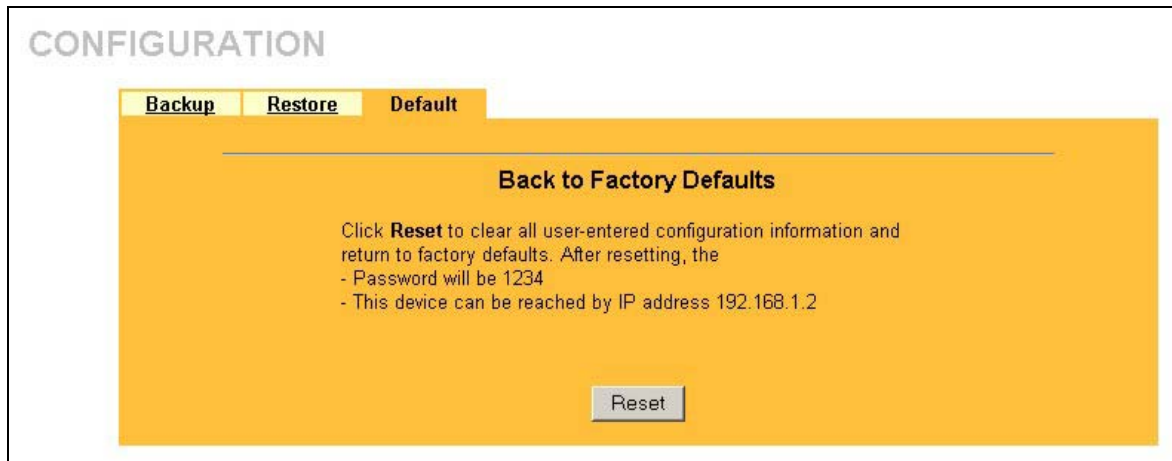 CONFIGURATION
Backup Restore Default
Back to Factory Defaults
Click Reset to clear all user-entered configuration information and
return to factory defaults. After resetting, the
- Password will be 1234
- This device can be reached by IP address 192.168.1.2
Reset